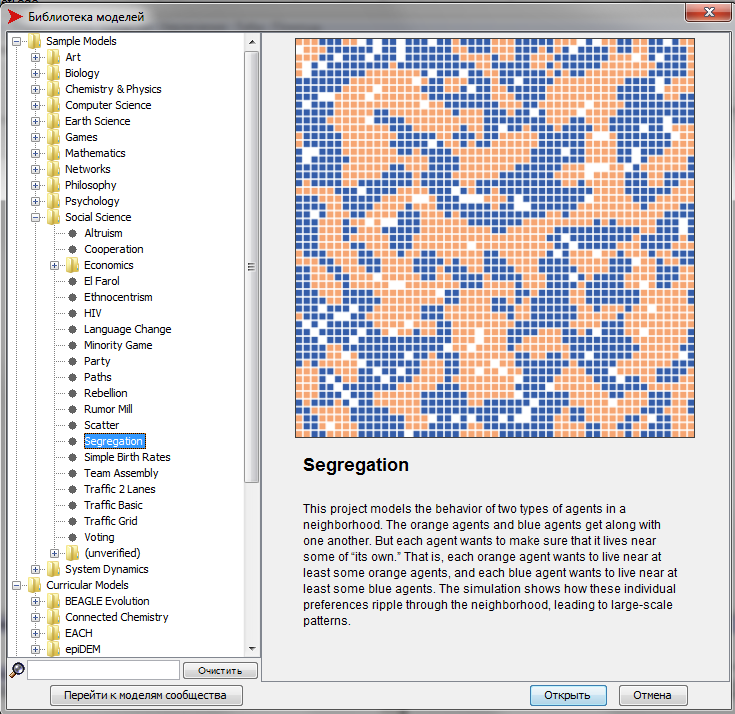 Библиотека моделей
Sample Models
Art
Biology
Chemistry & Physics
Computer Science
Earth Science
Games
Mathematics
Networks
Philosophy
Psychology
Social Science
Altruism
Cooperation
Economics
El Farol
Ethnocentrism
HIV
Language Change
Minority Game
Party
Paths
Rebellion
Rumor Mill
Scatter
Segregation
Simple Birth Rates
Team Assembly
Traffic 2 Lanes
Traffic Basic
Traffic Grid
Voting
(unverified)
System Dynamics
Curricular Models
BEAGLE Evolution
Connected Chemistry
EACH
epiDEM
Очистить
Перейти к моделям сообщества
Segregation
This project models the behavior of two types of agents in a
neighborhood. The orange agents and blue agents get along with
one another. But each agent wants to make sure that it lives near
some of “its own.” That is, each orange agent wants to live near at
least some orange agents, and each blue agent wants to live near at
least some blue agents. The simulation shows how these individual
preferences ripple through the neighborhood, leading to large-scale
patterns.
Открыть
Отмена